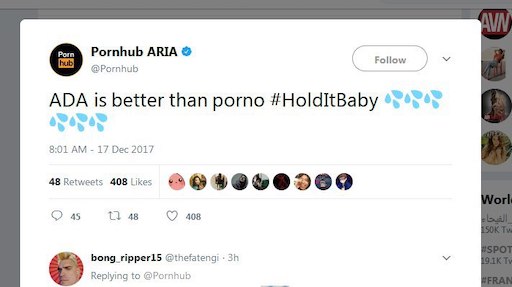 Porn
hub
Pornhub ARIA
@Pornhub
Follow
ADA is better than porno #HoldItBaby 💦💦
💦💦
8:01 AM - 17 Dec 2017
48 Retweets 408 Likes
45 48 408
bong_ripper15 @thefatengi · 3h
Replying to @Pornhub
AVN
Worl
150K Tw
#SPOT
19.1K Tw
#FRAN